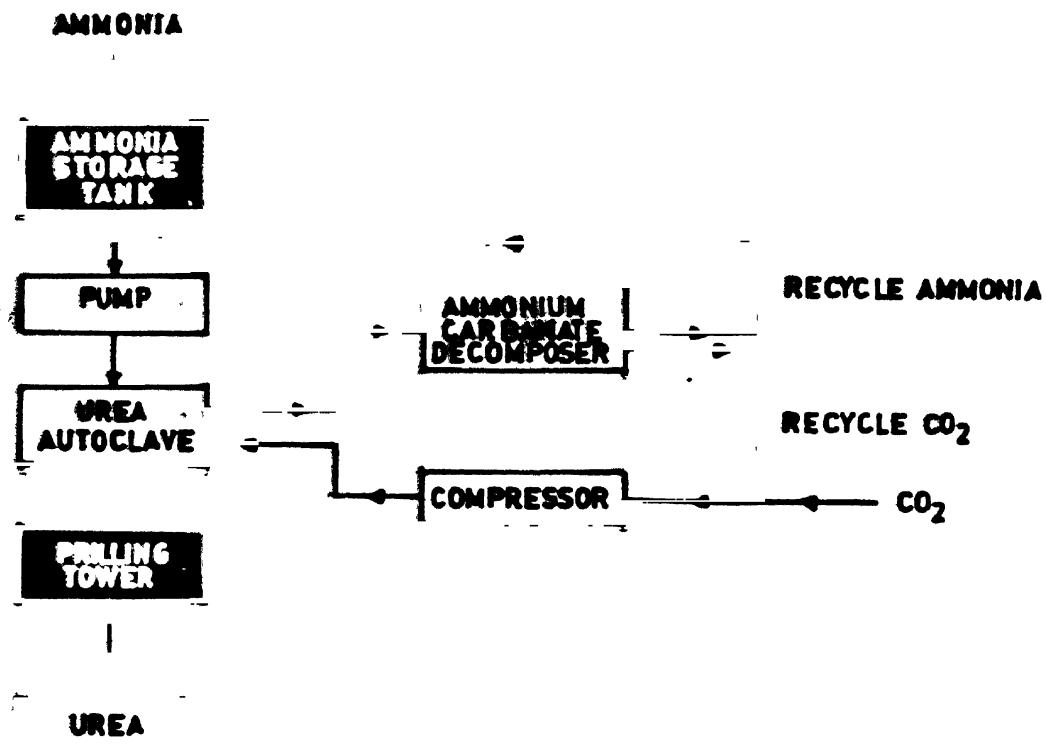 AMMONIA
AMMONIA
STORAGE
TANK
PUMP
UREA
AUTOCLAVE
PRILLING
TOWER
UREA
AMMONIUM
CARBAMATE
DECOMPOSER
COMPRESSOR
RECYCLE AMMONIA
RECYCLE CO₂
CO₂